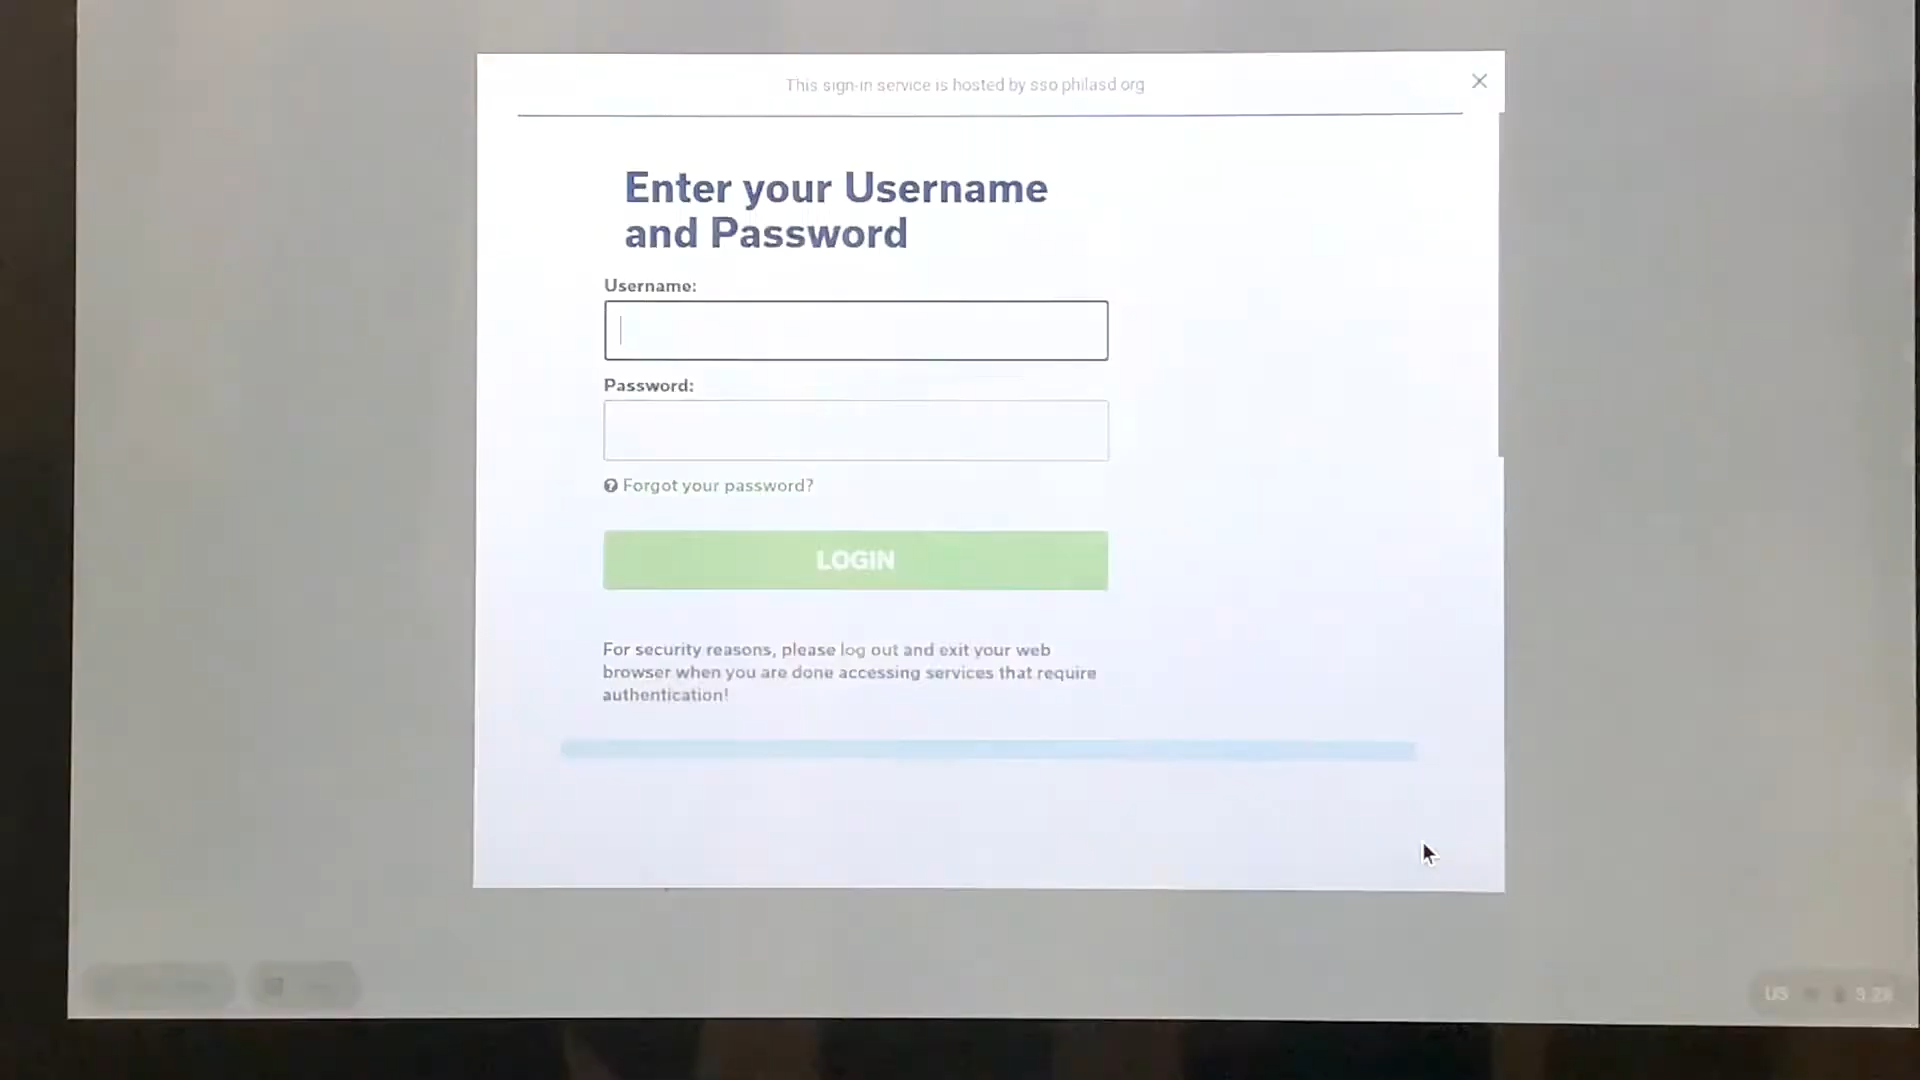 This sign-in service is hosted by sso philasd org
Enter your Username
and Password
Username:
Password:
Forgot your password?
LOGIN
For security reasons, please log out and exit your web
browser when you are done accessing services that require
authentication!
US